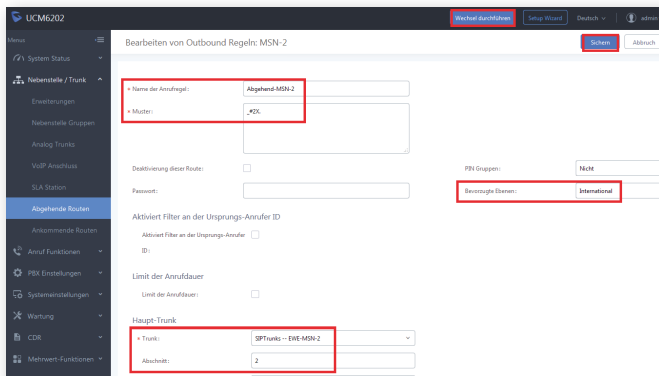 UCM6202
Wechsel durchführen
Setup Wizard
Deutsch
admin
Menus
Bearbeiten von Outbound Regeln: MSN-2
Sichern
Abbruch
System Status
Nebenstelle / Trunk
Erweiterungen
Nebenstelle Gruppen
Analog Trunks
VoIP Anschluss
SLA Station
Abgehende Routen
Ankommende Routen
Anruf Funktionen
PBX Einstellungen
Systemeinstellungen
Wartung
CDR
Mehrwert-Funktionen
* Name der Anrufregel:
Abgehend-MSN-2
* Muster:
_#2X.
Deaktivierung dieser Route:
PIN Gruppen:
Nicht
Passwort:
Bevorzugte Ebenen:
International
Aktiviert Filter an der Ursprungs-Anrufer ID
Aktiviert Filter an der Ursprungs-Anrufer
ID:
Limit der Anrufdauer
Limit der Anrufdauer:
Haupt-Trunk
* Trunk:
SIPTrunks -- EWE-MSN-2
Abschnitt:
2